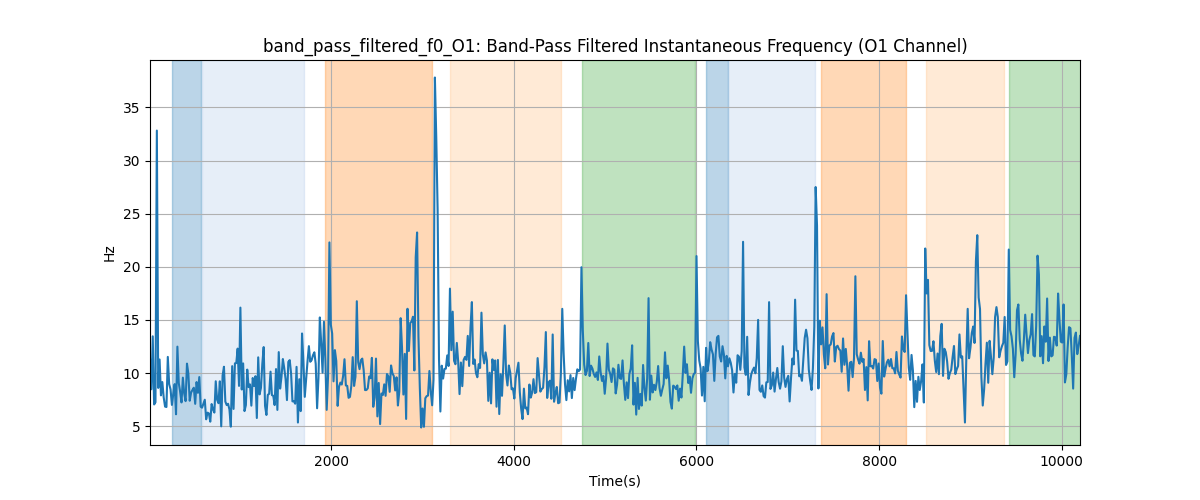 band_pass_filtered_f0_O1: Band-Pass Filtered Instantaneous Frequency (O1 Channel)
35
30
25
20
15
10
5
Hz
2000 4000 6000 8000 10000
Time(s)